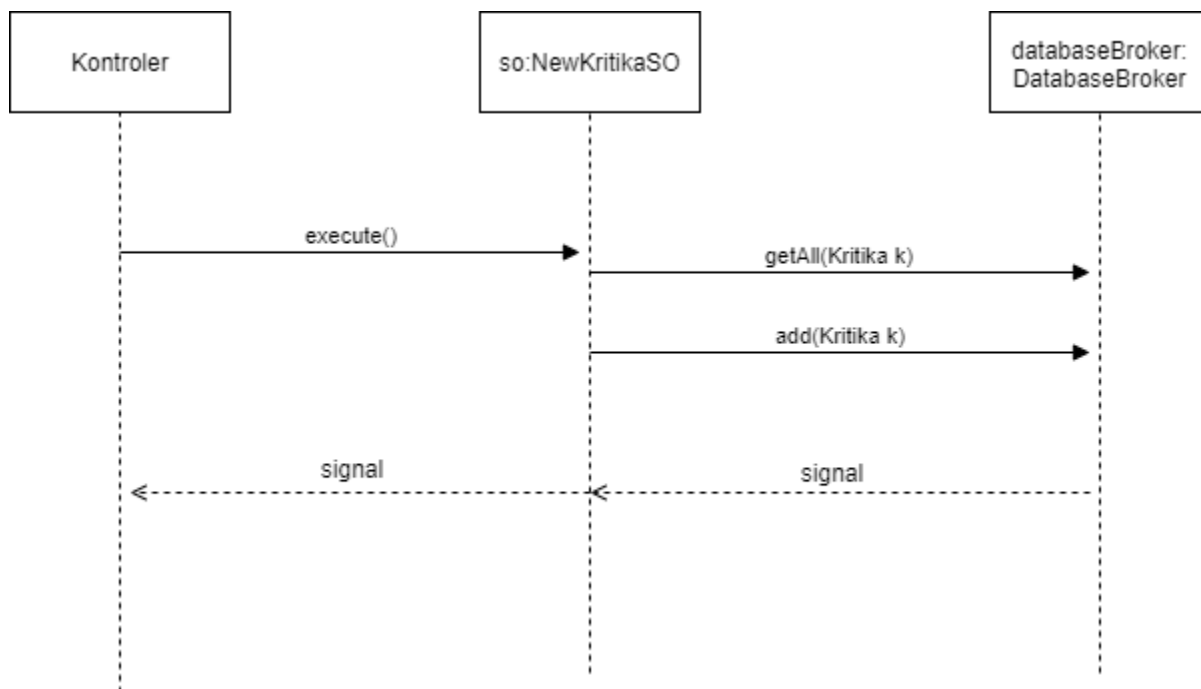 Kontroler
so:NewKritikaSO
databaseBroker:
DatabaseBroker
execute()
getAll(Kritika k)
add(Kritika k)
signal
signal